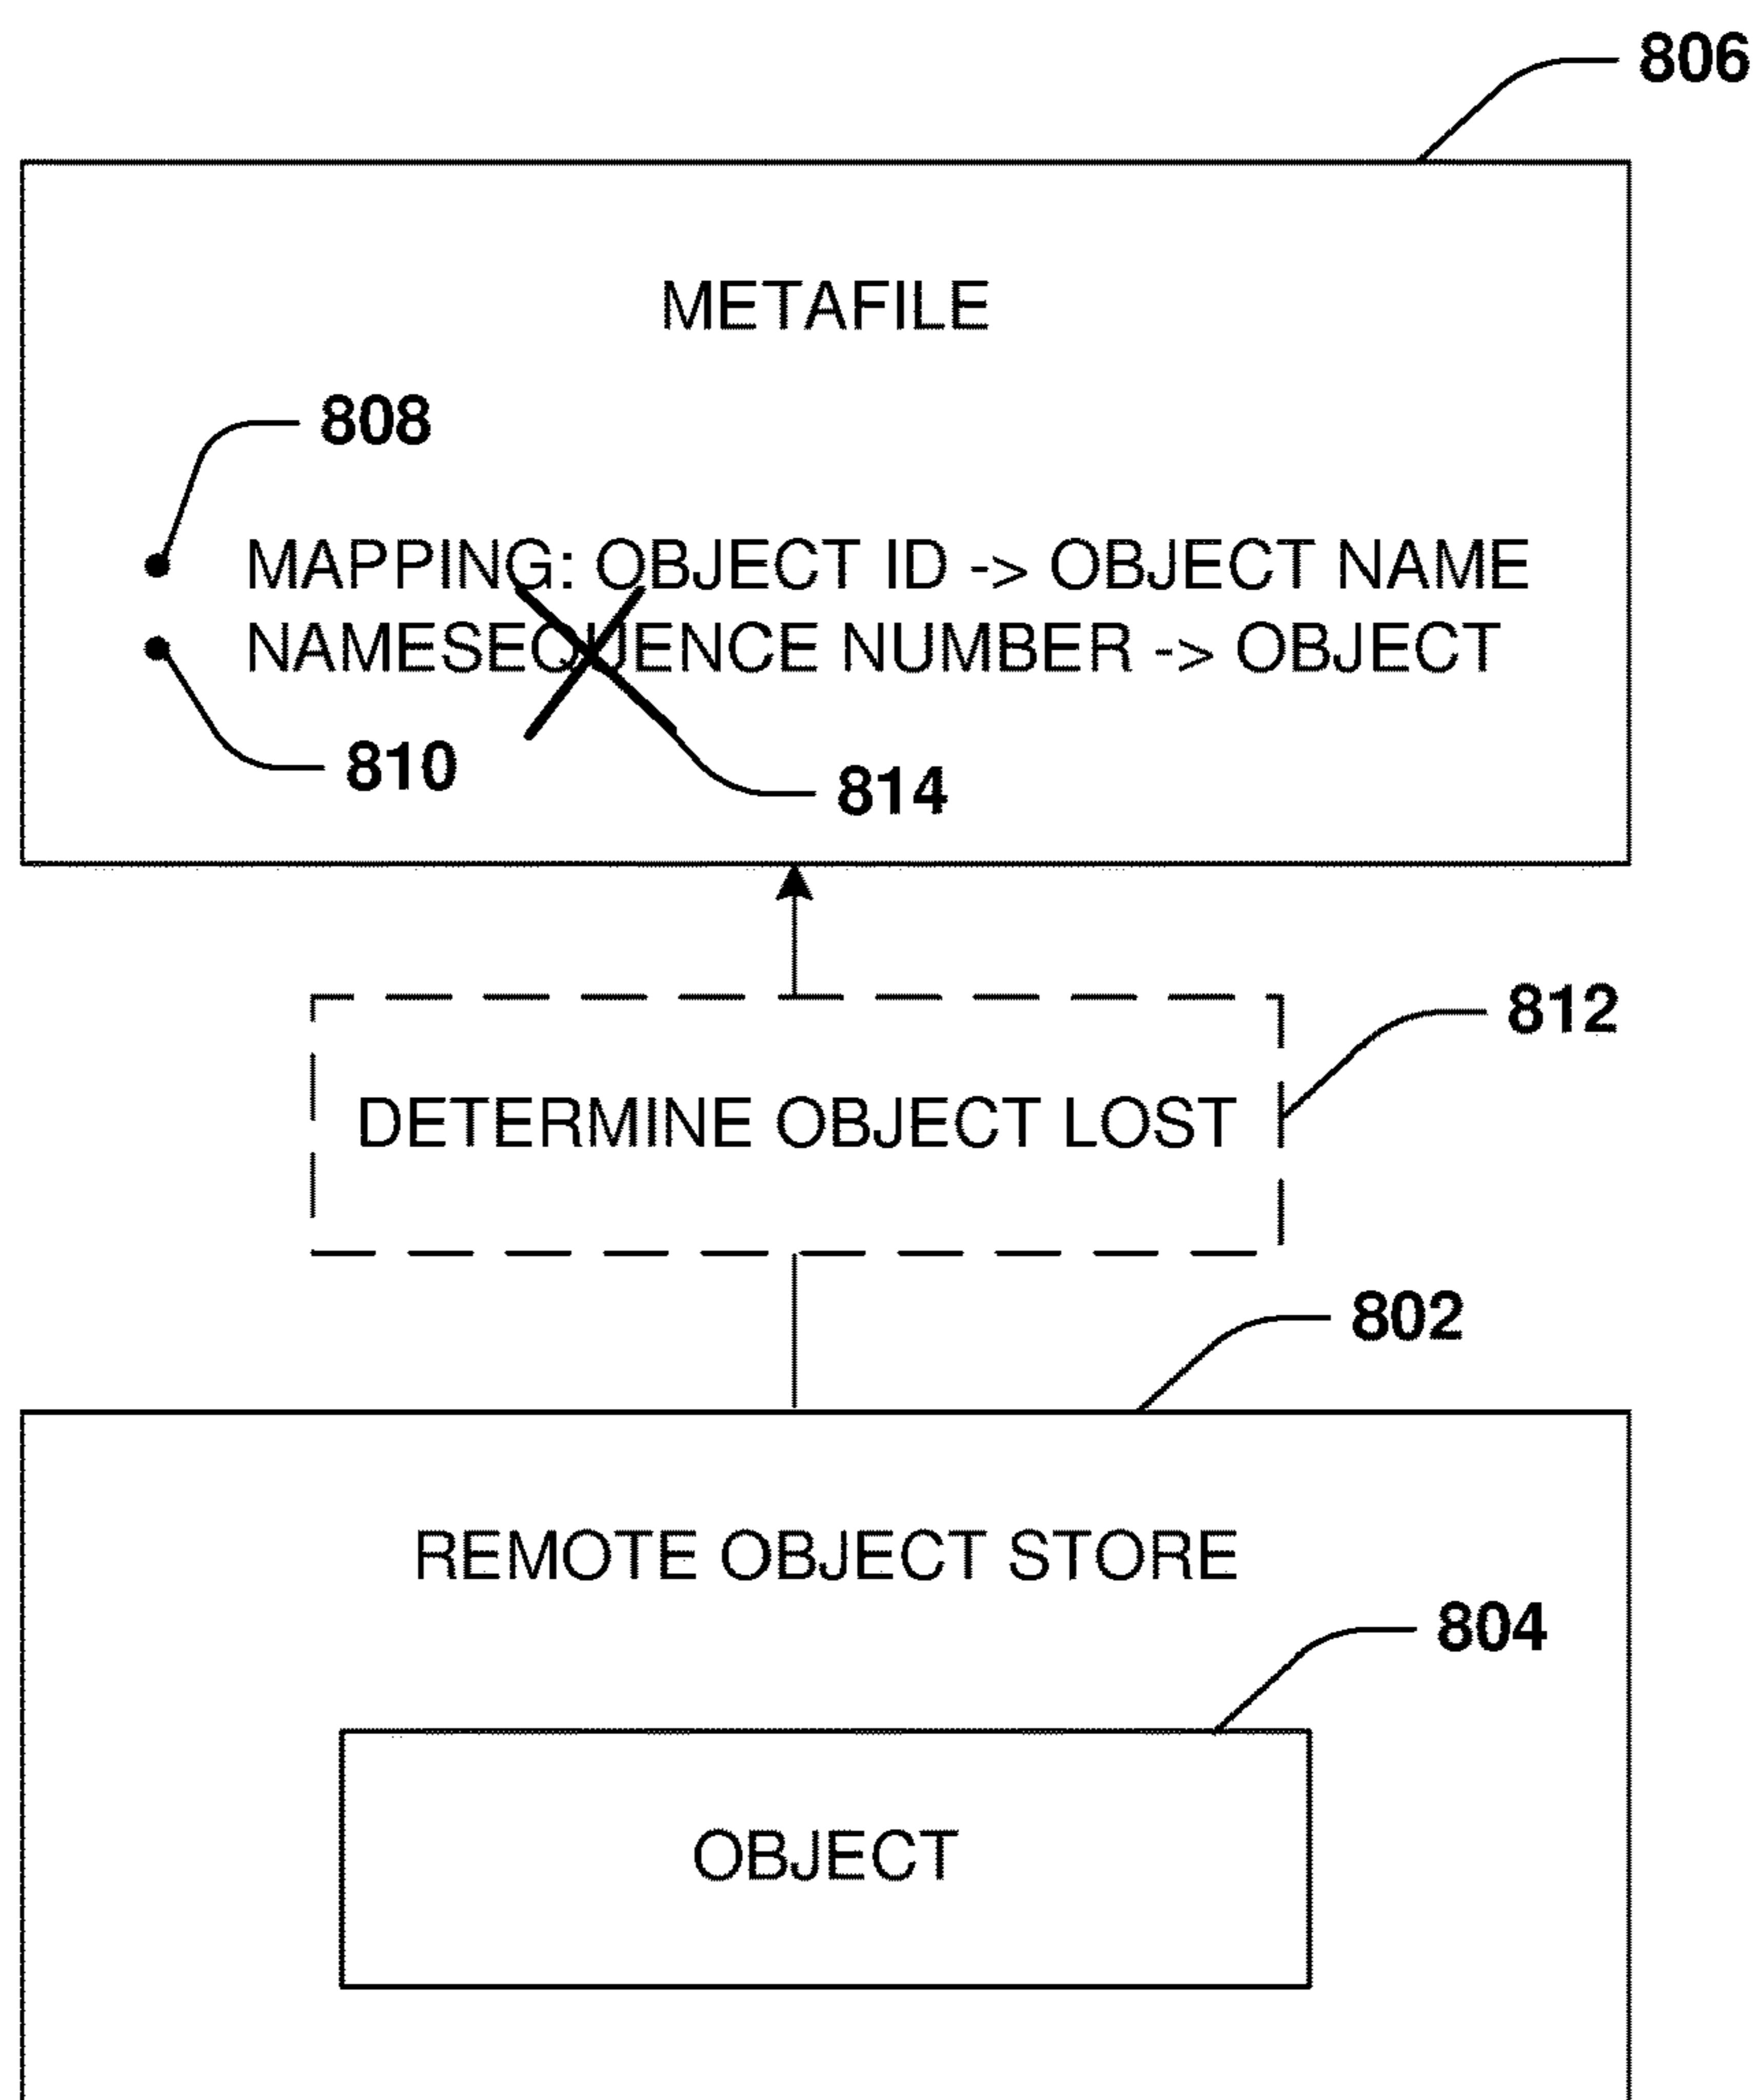 806
METAFILE
808
MAPPING: OBJECT ID -> OBJECT NAME
NAMESEQUENCE NUMBER -> OBJECT
810
814
812
DETERMINE OBJECT LOST
802
REMOTE OBJECT STORE
804
OBJECT